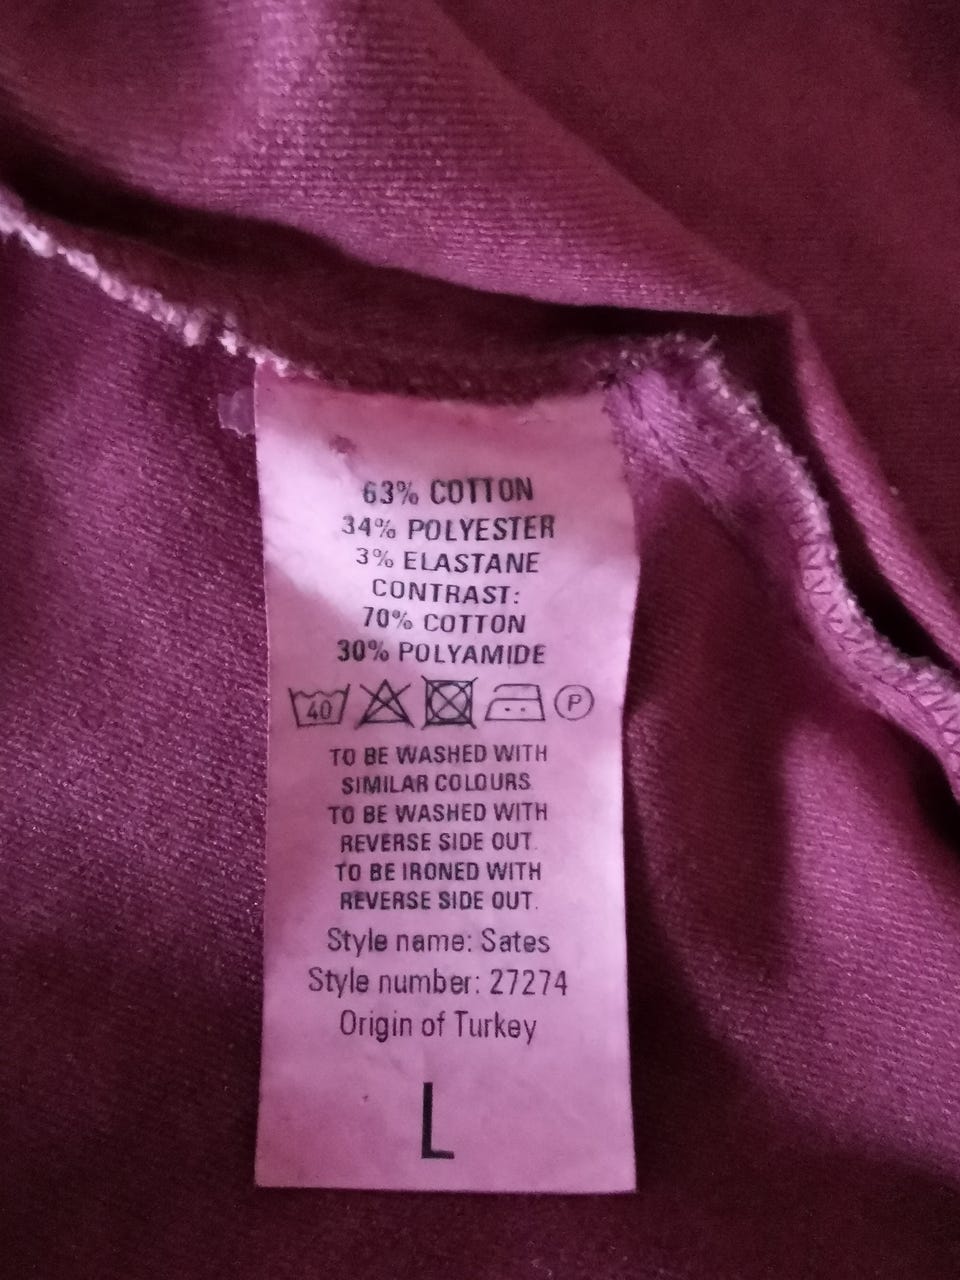 63% COTTON
34% POLYESTER
3% ELASTANE
CONTRAST:
70% COTTON
30% POLYAMIDE
40 P
TO BE WASHED WITH
SIMILAR COLOURS.
TO BE WASHED WITH
REVERSE SIDE OUT.
TO BE IRONED WITH
REVERSE SIDE OUT.
Style name: Sates
Style number: 27274
Origin of Turkey
L